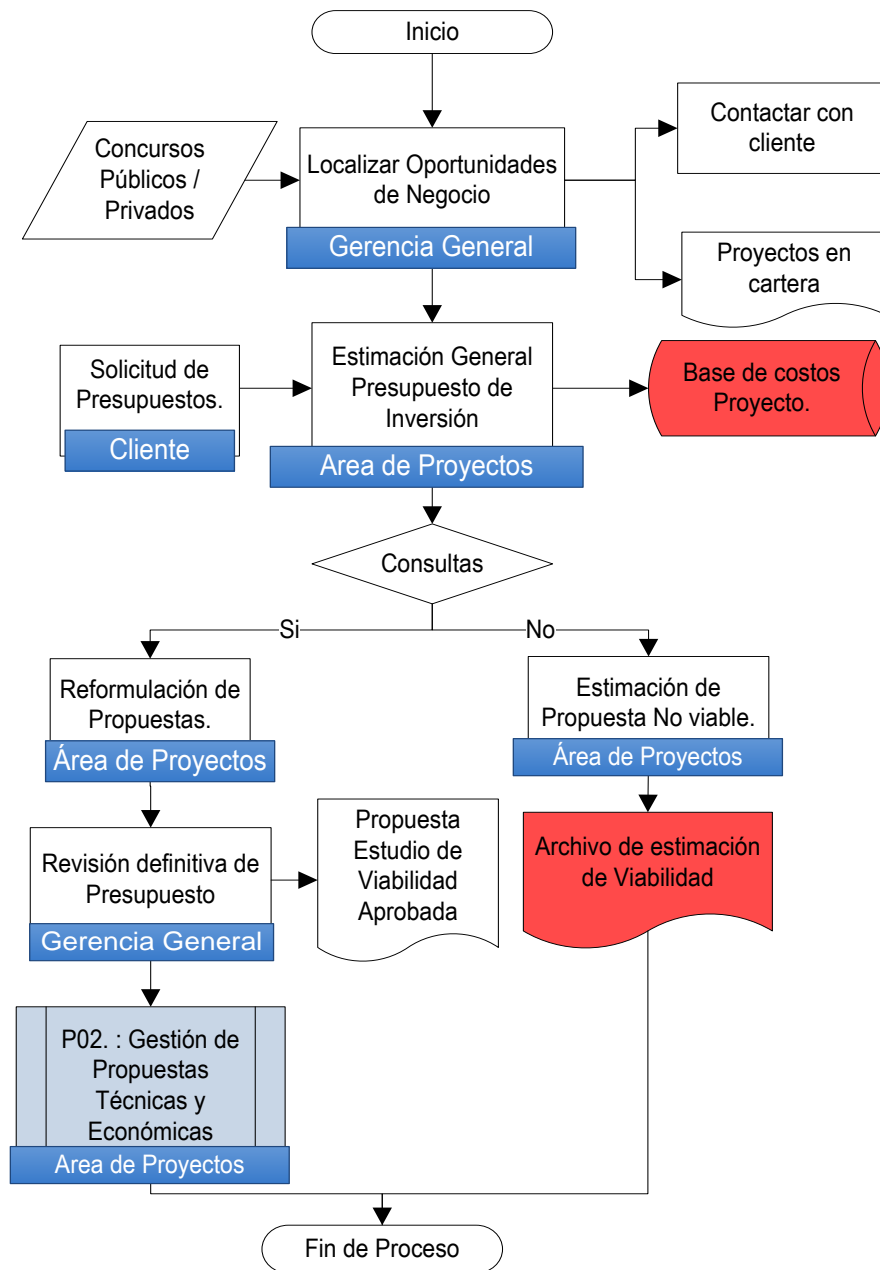 Inicio
Contactar con
cliente
Concursos
Públicos /
Privados
Localizar Oportunidades
de Negocio
Gerencia General
Proyectos en
cartera
Solicitud de
Presupuestos.
Cliente
Estimación General
Presupuesto de
Inversión
Area de Proyectos
Base de costos
Proyecto.
Consultas
Si
No
Reformulación de
Propuestas.
Área de Proyectos
Estimación de
Propuesta No viable.
Área de Proyectos
Revisión definitiva de
Presupuesto
Gerencia General
Propuesta
Estudio de
Viabilidad
Aprobada
Archivo de estimación
de Viabilidad
P02. : Gestión de
Propuestas
Técnicas y
Económicas
Area de Proyectos
Fin de Proceso